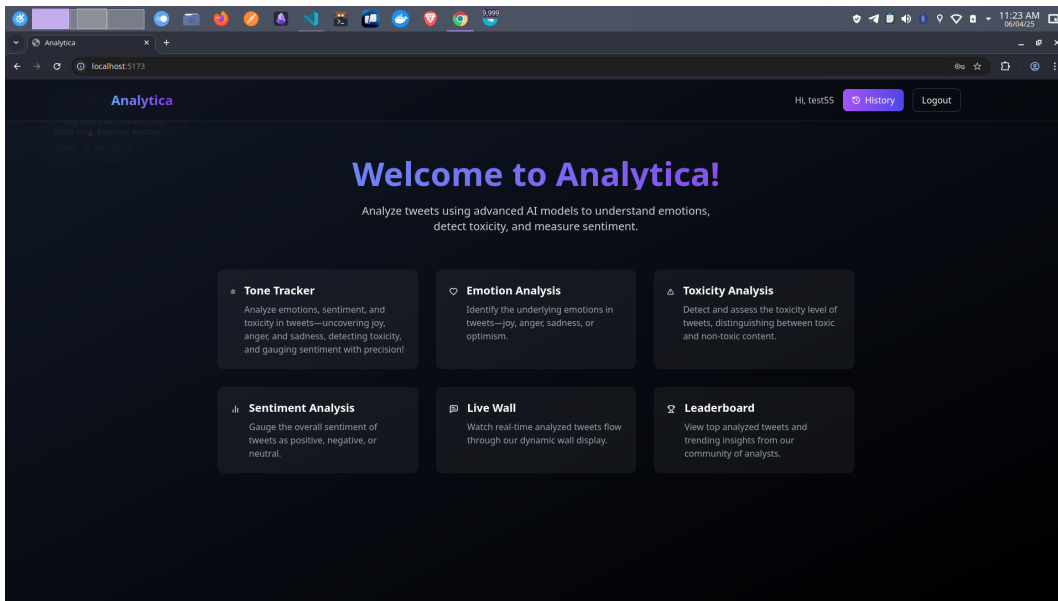 9,999
11:23 AM
06/04/25
Analytica
localhost:5173
Analytica
Hi, test55
History
Logout
Welcome to Analytica!
Analyze tweets using advanced AI models to understand emotions,
detect toxicity, and measure sentiment.
Tone Tracker
Analyze emotions, sentiment, and
toxicity in tweets—uncovering joy,
anger, and sadness, detecting toxicity,
and gauging sentiment with precision!
Emotion Analysis
Identify the underlying emotions in
tweets—joy, anger, sadness, or
optimism.
Toxicity Analysis
Detect and assess the toxicity level of
tweets, distinguishing between toxic
and non-toxic content.
Sentiment Analysis
Gauge the overall sentiment of
tweets as positive, negative, or
neutral.
Live Wall
Watch real-time analyzed tweets flow
through our dynamic wall display.
Leaderboard
View top analyzed tweets and
trending insights from our
community of analysts.